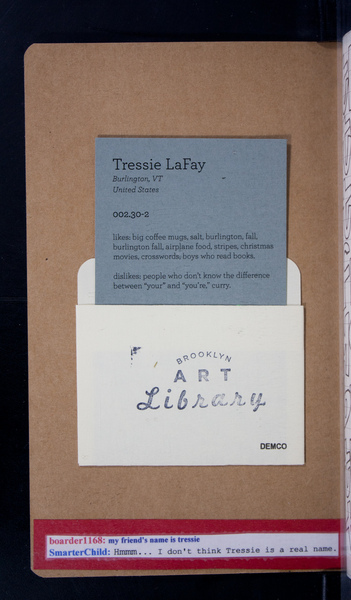 Tressie LaFay
Burlington, VT
United States
002.30-2
likes: big coffee mugs, salt, burlington, fall,
burlington fall, airplane food, stripes, christmas
movies, crosswords; boys who read books.
dislikes: people who don't know the difference
between "your" and "you're," curry.
BROOKLYN
ART
Library
DEMCO
boarder1168: my friend's name is tressie
SmarterChild: Hmmm... I don't think Tressie is a real name.